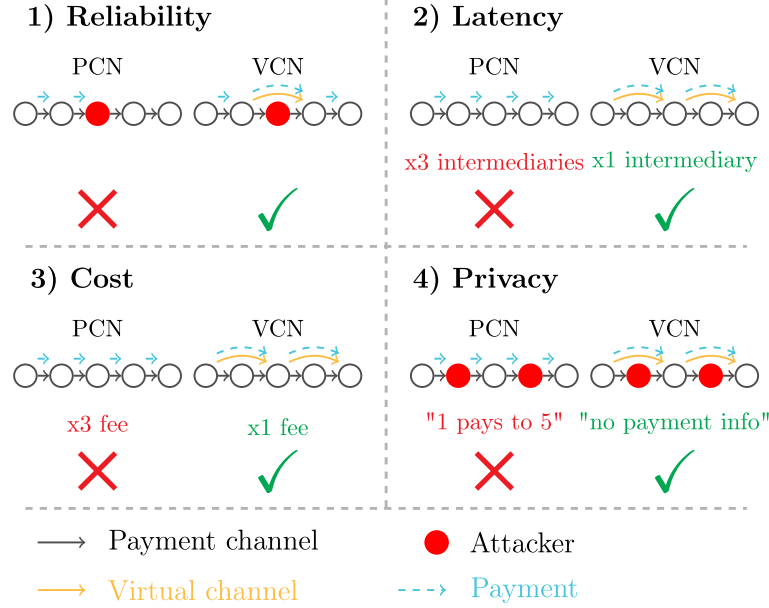 1) Reliability
PCN VCN
2) Latency
PCN VCN
x3 intermediaries x1 intermediary
3) Cost
PCN VCN
x3 fee x1 fee
4) Privacy
PCN VCN
"1 pays to 5" "no payment info"
Payment channel
Attacker
Virtual channel
Payment